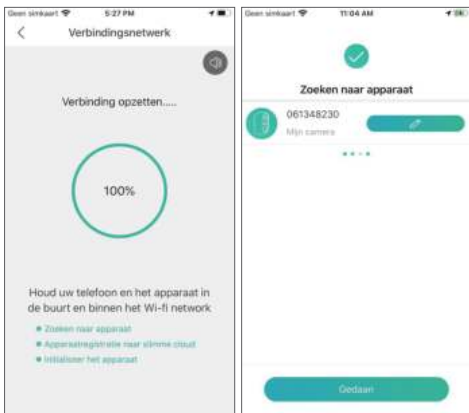 Geen simkaart 5:27 PM
Verbindingsnetwerk
Verbinding opzetten.....
100%
Houd uw telefoon en het apparaat in
de buurt en binnen het Wi-fi network
Zoeken naar apparaat
Apparaatregistratie naar slimme cloud
Initialiseer het apparaat
Geen simkaart 11:04 AM
Zoeken naar apparaat
061348230
Mijn camera
Gedaan